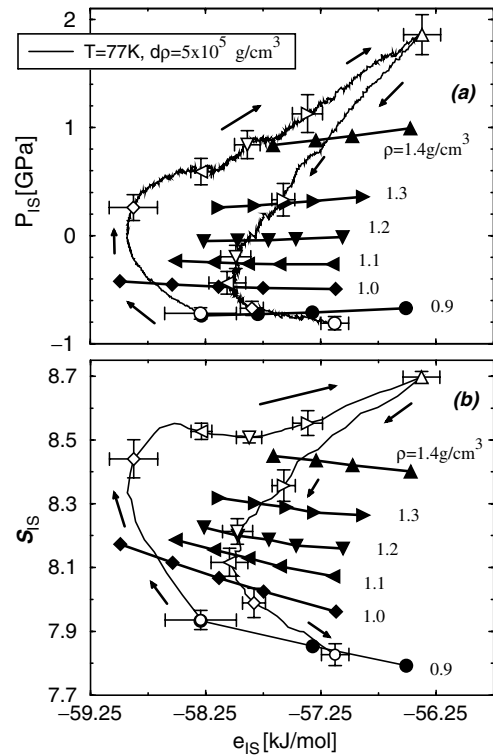 2
T=77K, dρ=5x10⁵ g/cm³
(a)
1
ρ=1.4g/cm³
P_IS[GPa]
1.3
0
1.2
1.1
1.0
0.9
−1
8.7
(b)
8.5
ρ=1.4g/cm³
8.3
1.3
S_IS
1.2
8.1
1.1
1.0
7.9
0.9
7.7
−59.25 −58.25 −57.25 −56.25
e_IS [kJ/mol]